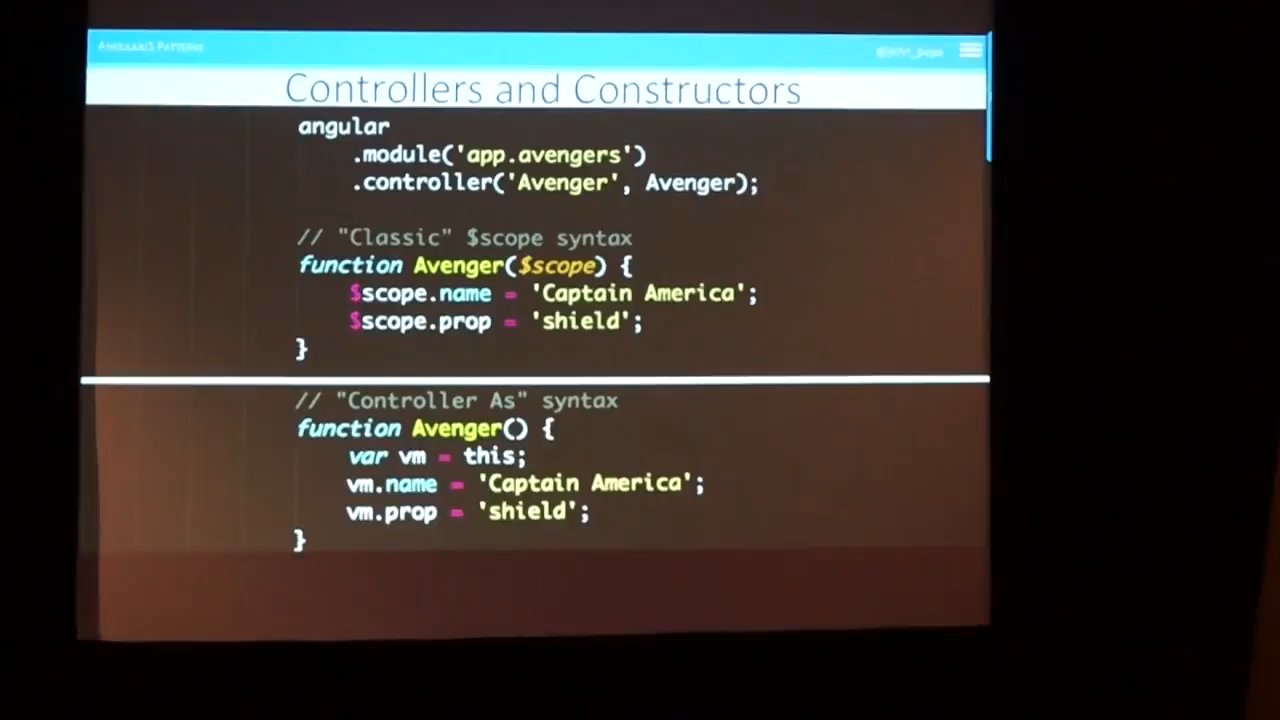 AngularJS Patterns
Controllers and Constructors
angular
.module('app.avengers')
.controller('Avenger', Avenger);
// "Classic" $scope syntax
function Avenger($scope) {
$scope.name = 'Captain America';
$scope.prop = 'shield';
}
// "Controller As" syntax
function Avenger() {
var vm = this;
vm.name = 'Captain America';
vm.prop = 'shield';
}